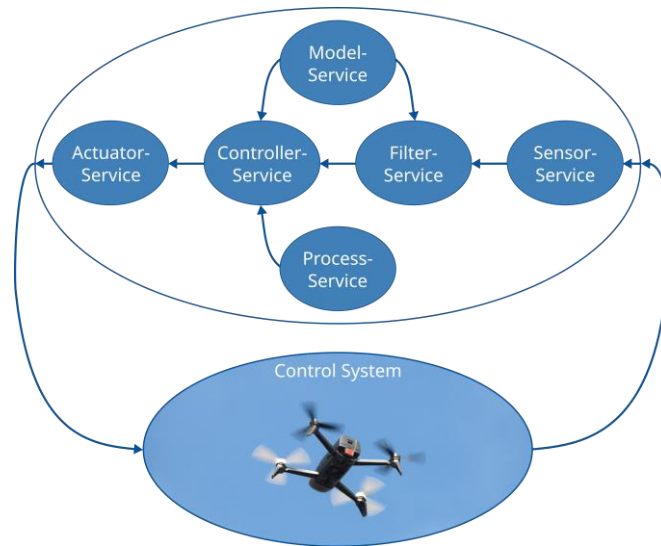 Model-
Service
Actuator-
Service
Controller-
Service
Filter-
Service
Sensor-
Service
Process-
Service
Control System